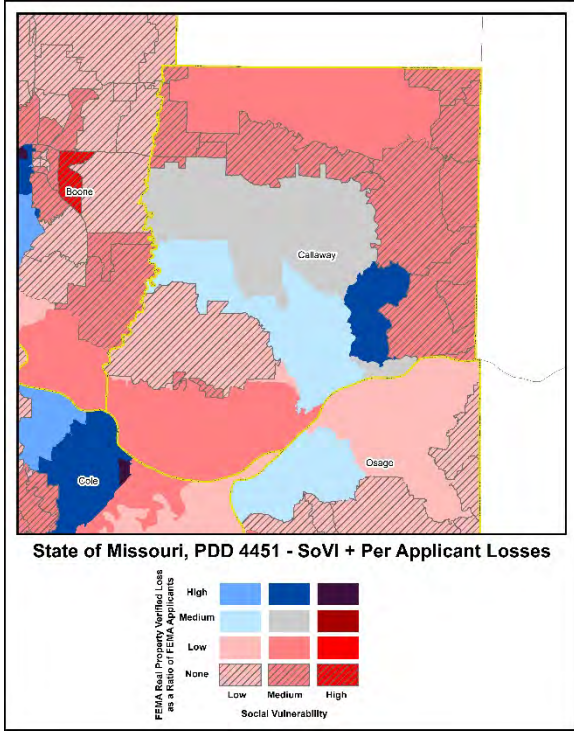 Boone
Callaway
Osago
Cole
State of Missouri, PDD 4451 - SoVI + Per Applicant Losses
FEMA Real Property Verified Loss
as a Ratio of FEMA Applicants
High
Medium
Low
None
Low Medium High
Social Vulnerability